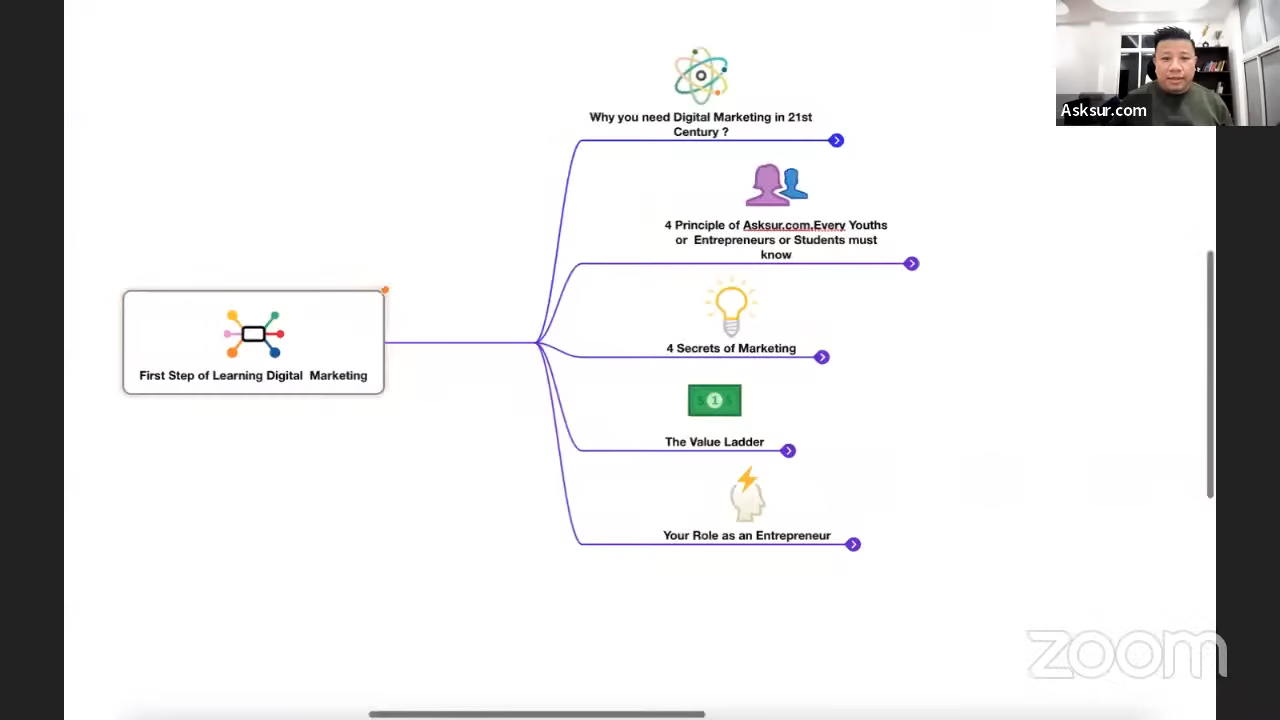 Why you need Digital Marketing in 21st
Century ?
Asksur.com
4 Principle of Asksur.com,Every Youths
or Entrepreneurs or Students must
know
First Step of Learning Digital Marketing
4 Secrets of Marketing
1
The Value Ladder
Your Role as an Entrepreneur
zoom